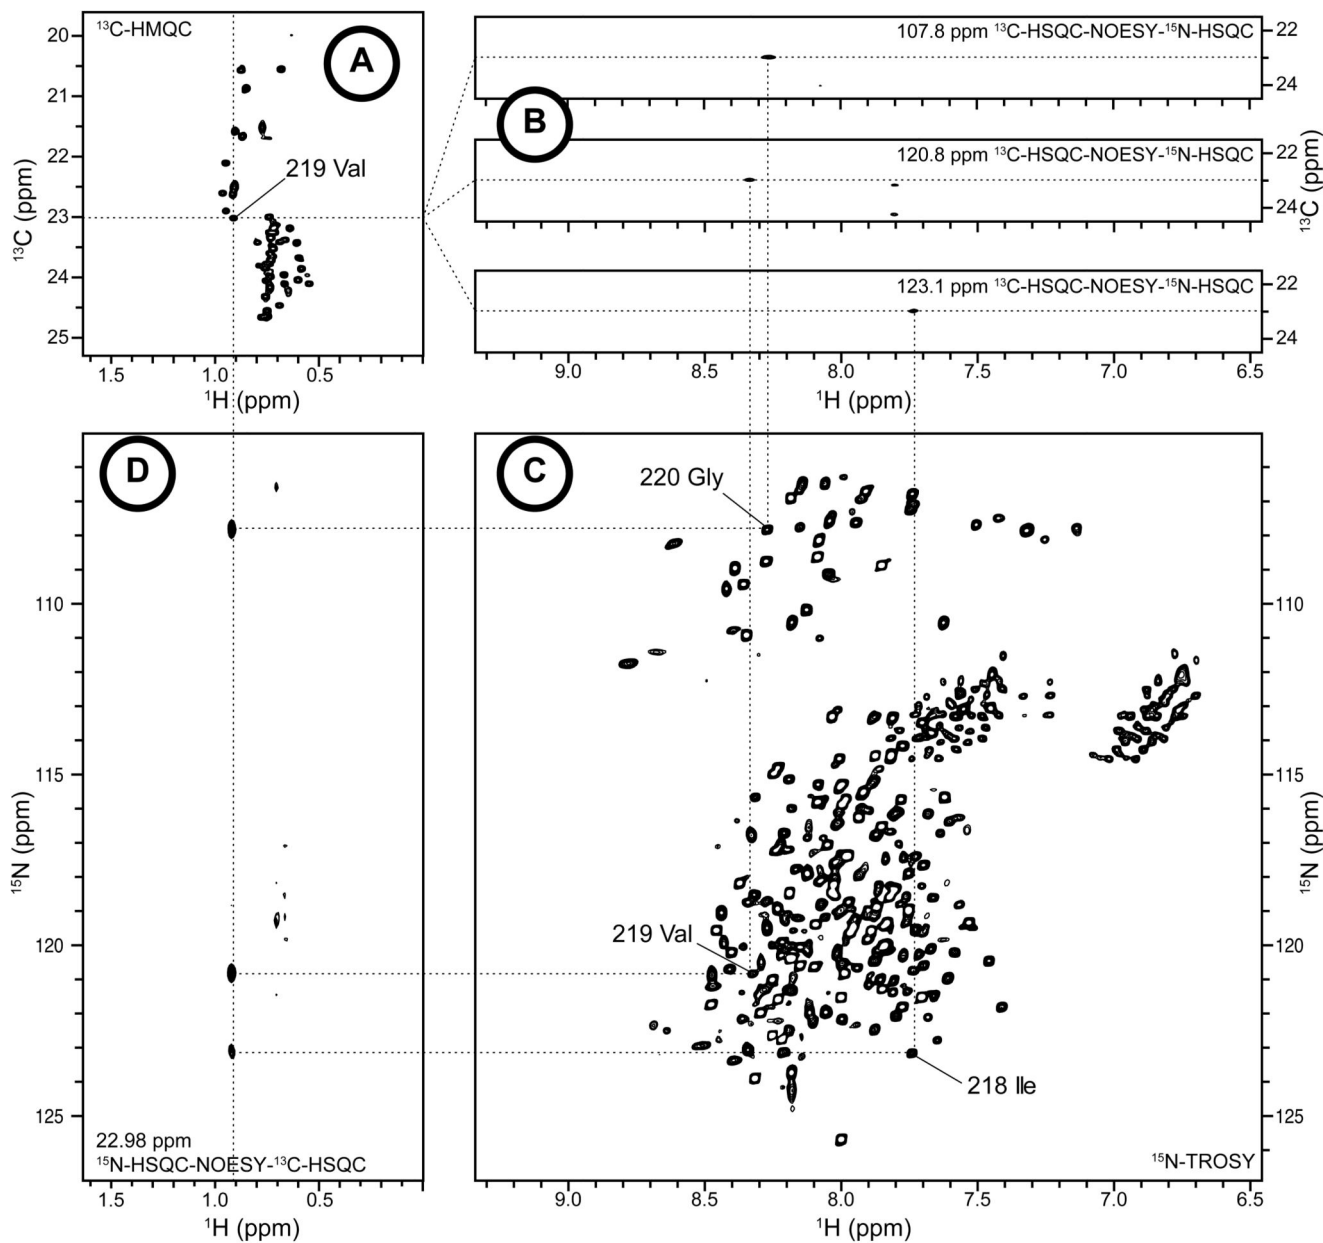 ¹³C-HMQC
A
20
21
22
23
24
25
¹³C (ppm)
219 Val
1.5
1.0
0.5
¹H (ppm)
B
107.8 ppm ¹³C-HSQC-NOESY-¹⁵N-HSQC
22
24
120.8 ppm ¹³C-HSQC-NOESY-¹⁵N-HSQC
22
24
123.1 ppm ¹³C-HSQC-NOESY-¹⁵N-HSQC
22
24
¹³C (ppm)
9.0
8.5
8.0
7.5
7.0
6.5
¹H (ppm)
D
110
115
120
125
¹⁵N (ppm)
22.98 ppm
¹⁵N-HSQC-NOESY-¹³C-HSQC
1.5
1.0
0.5
¹H (ppm)
C
220 Gly
219 Val
218 Ile
¹⁵N-TROSY
110
115
120
125
¹⁵N (ppm)
9.0
8.5
8.0
7.5
7.0
6.5
¹H (ppm)